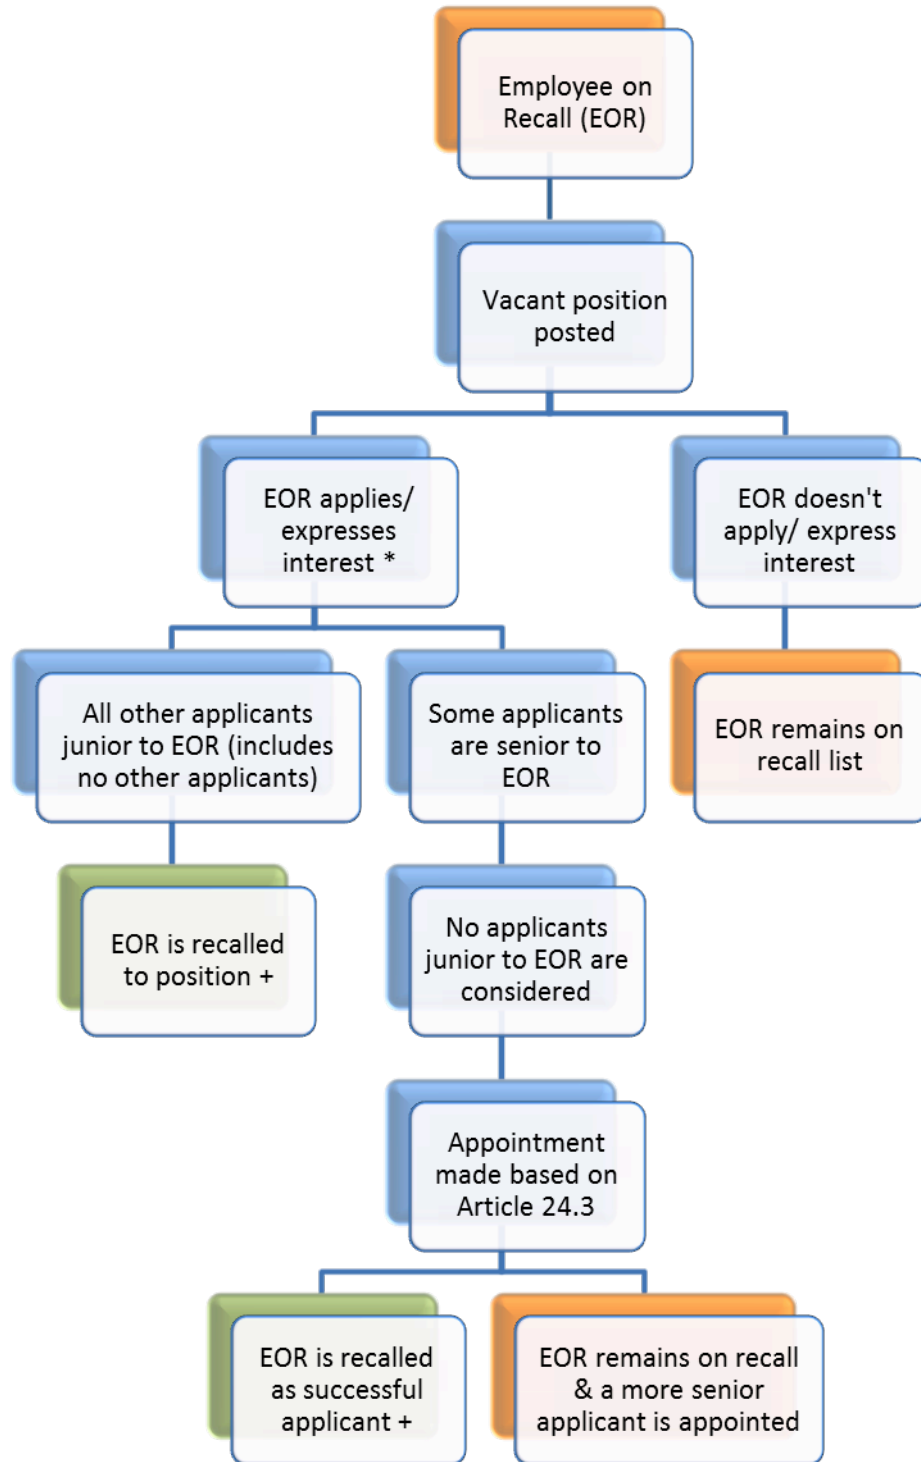 Employee on
Recall (EOR)
Vacant position
posted
EOR applies/
expresses
interest *
EOR doesn't
apply/ express
interest
All other applicants
junior to EOR (includes
no other applicants)
Some applicants
are senior to
EOR
EOR remains on
recall list
EOR is recalled
to position +
No applicants
junior to EOR are
considered
Appointment
made based on
Article 24.3
EOR is recalled
as successful
applicant +
EOR remains on recall
& a more senior
applicant is appointed